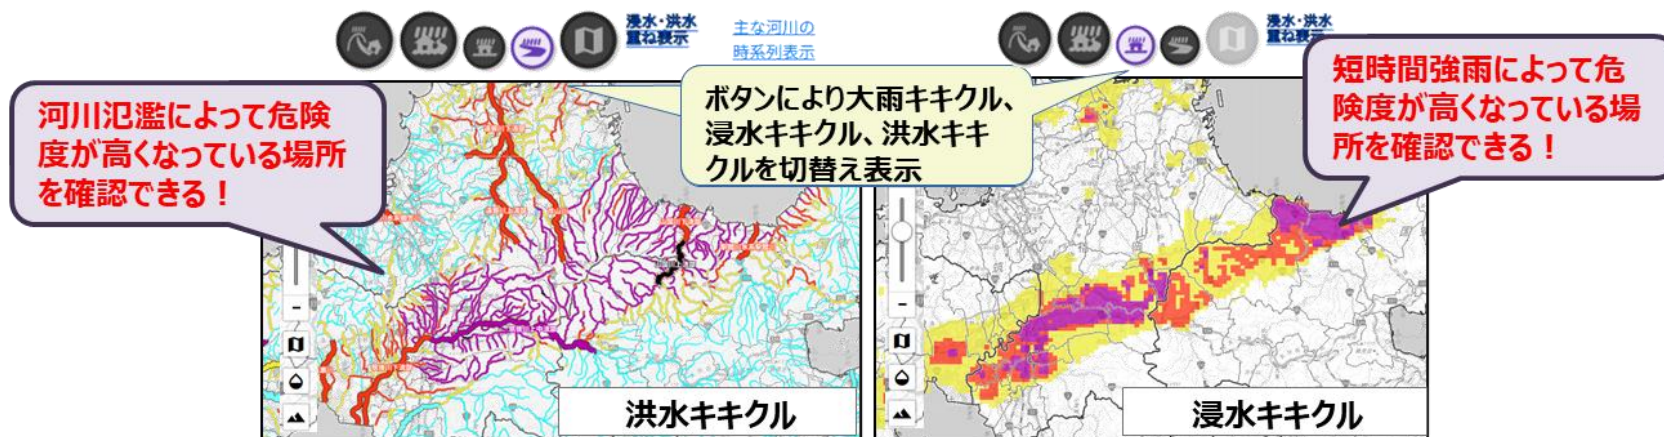 浸水・洪水
重ね表示
主な河川の
時系列表示
浸水・洪水
重ね表示
河川氾濫によって危険
度が高くなっている場所
を確認できる！
ボタンにより大雨キキクル、
浸水キキクル、洪水キキ
クルを切替え表示
短時間強雨によって危
険度が高くなっている場
所を確認できる！
洪水キキクル
浸水キキクル